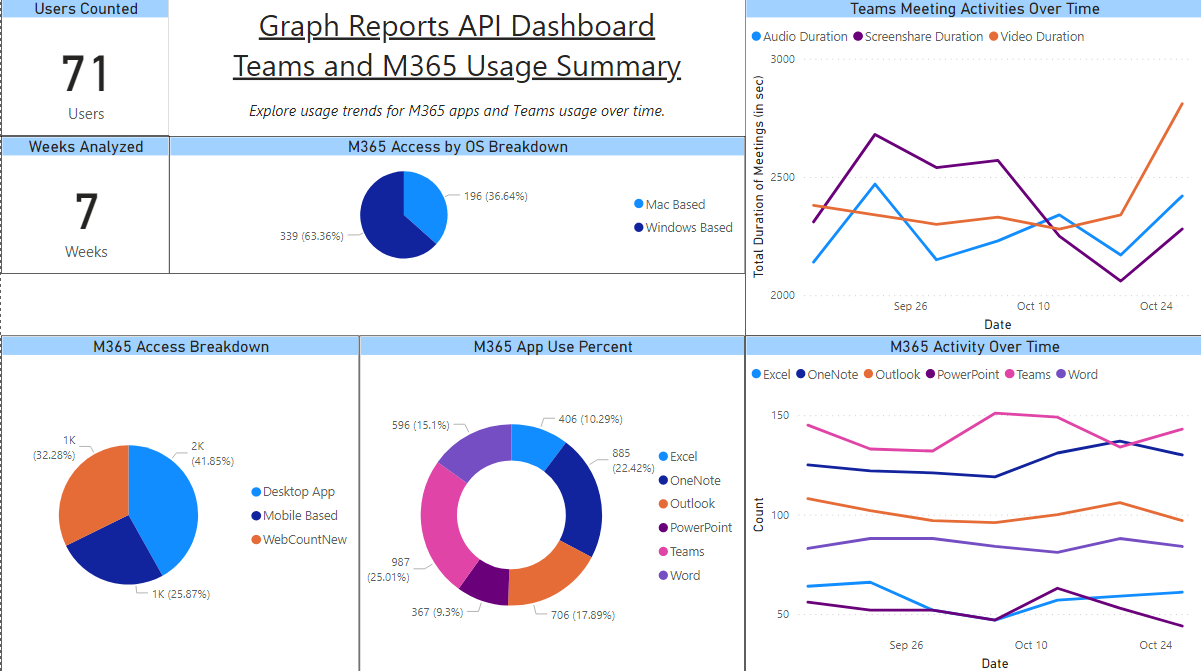 Users Counted
71
Users
Graph Reports API Dashboard
Teams and M365 Usage Summary
Explore usage trends for M365 apps and Teams usage over time.
Weeks Analyzed
7
Weeks
M365 Access by OS Breakdown
196 (36.64%)
339 (63.36%)
Mac Based
Windows Based
Teams Meeting Activities Over Time
Audio Duration Screenshare Duration Video Duration
Total Duration of Meetings (in sec)
3000
2500
2000
Sep 26 Oct 10 Oct 24
Date
M365 Access Breakdown
1K
(32.28%)
2K
(41.85%)
1K (25.87%)
Desktop App
Mobile Based
WebCountNew
M365 App Use Percent
596 (15.1%)
406 (10.29%)
885
(22.42%)
987
(25.01%)
367 (9.3%)
706 (17.89%)
Excel
OneNote
Outlook
PowerPoint
Teams
Word
M365 Activity Over Time
Excel OneNote Outlook PowerPoint Teams Word
Count
150
100
50
Sep 26 Oct 10 Oct 24
Date